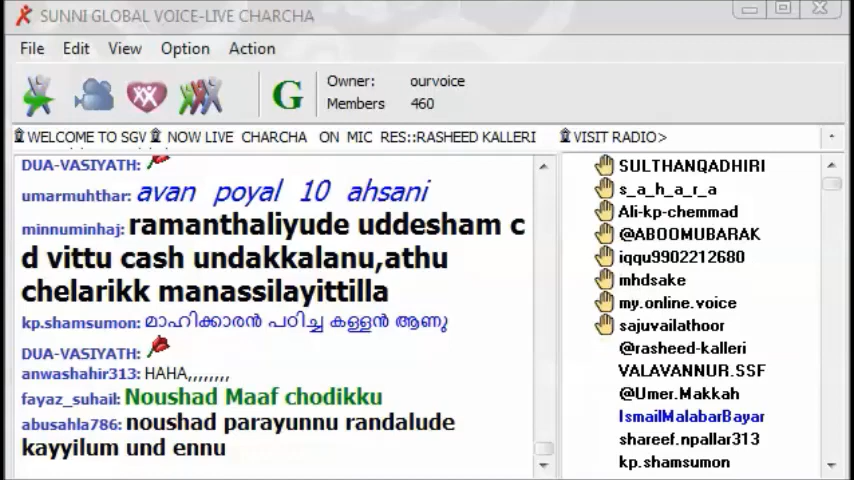 SUNNI GLOBAL VOICE-LIVE CHARCHA
File Edit View Option Action
G
Owner: ourvoice
Members 460
WELCOME TO SGV NOW LIVE CHARCHA ON MIC RES::RASHEED KALLERI
VISIT RADIO>
DUA-VASIYATH:
umarmuhthar: avan poyal 10 ahsani
minnuminhaj: ramanthaliyude uddesham c
d vittu cash undakkalanu,athu
chelarikk manassilayittilla
kp.shamsumon: മാഹിക്കാരൻ പഠിച്ച കള്ളൻ ആണു
DUA-VASIYATH:
anwashahir313: HAHA,,,,,,,,
fayaz_suhail: Noushad Maaf chodikku
abusahla786: noushad parayunnu randalude
kayyilum und ennu
SULTHANQADHIRI
s_a_h_a_r_a
Ali-kp-chemmad
@ABOOMUBARAK
iqqu9902212680
mhdsake
my.online.voice
sajuvailathoor
@rasheed-kalleri
VALAVANNUR.SSF
@Umer.Makkah
IsmailMalabarBayar
shareef.npallar313
kp.shamsumon